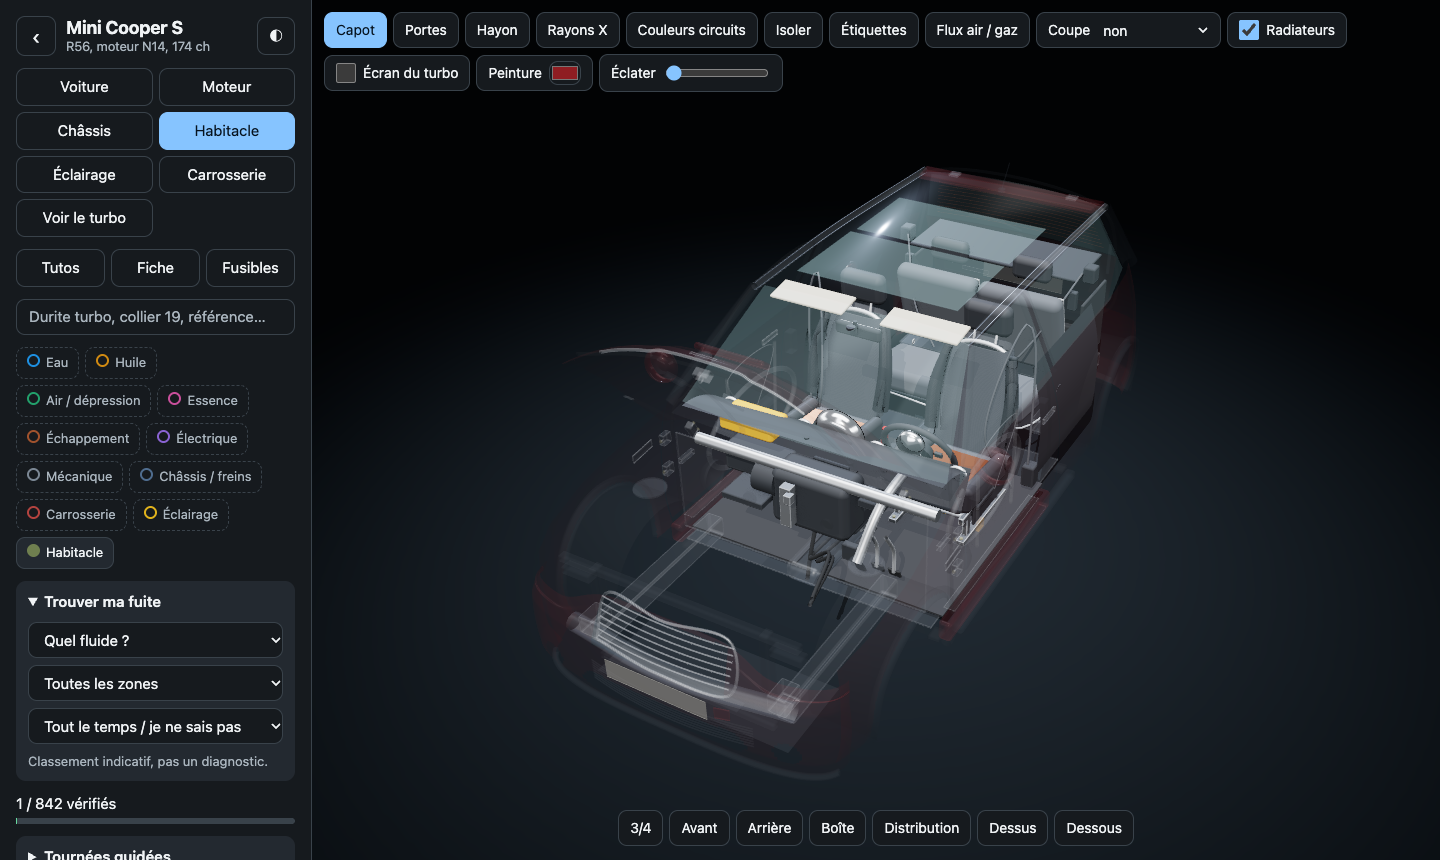 Mini Cooper S
R56, moteur N14, 174 ch
Voiture
Moteur
Châssis
Habitacle
Éclairage
Carrosserie
Voir le turbo
Tutos
Fiche
Fusibles
Durite turbo, collier 19, référence...
Eau
Huile
Air / dépression
Essence
Échappement
Électrique
Mécanique
Châssis / freins
Carrosserie
Éclairage
Habitacle
Trouver ma fuite
Quel fluide ?
Toutes les zones
Tout le temps / je ne sais pas
Classement indicatif, pas un diagnostic.
1 / 842 vérifiés
Tournées guidées
Capot
Portes
Hayon
Rayons X
Couleurs circuits
Isoler
Étiquettes
Flux air / gaz
Coupe non
Radiateurs
Écran du turbo
Peinture
Éclater
3/4
Avant
Arrière
Boîte
Distribution
Dessus
Dessous